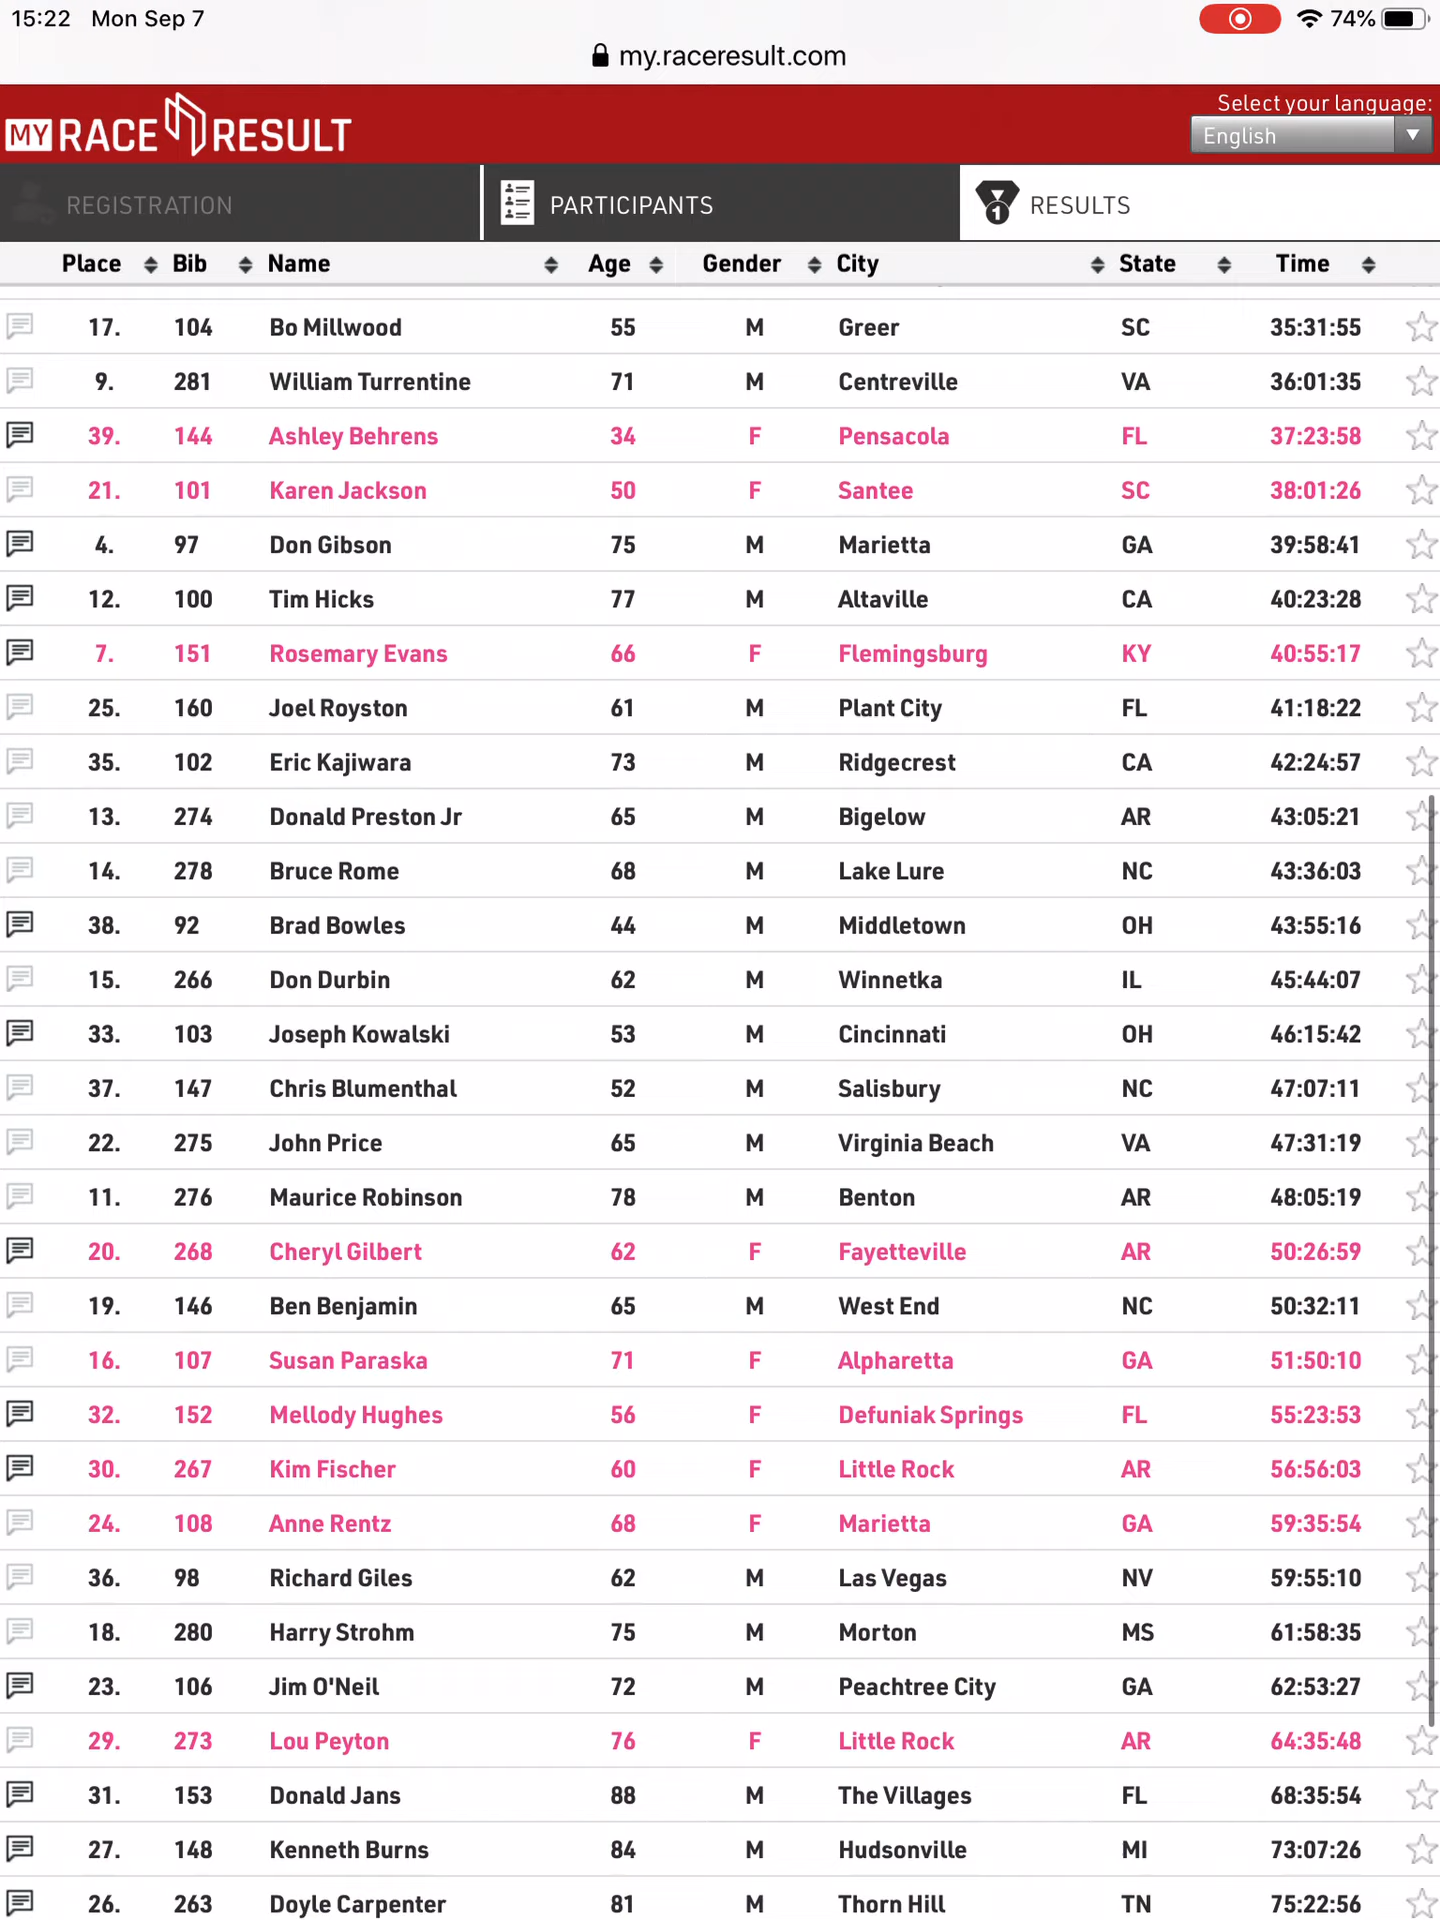 15:22 Mon Sep 7 74%
my.raceresult.com
MY RACE RESULT
Select your language:
English
REGISTRATION PARTICIPANTS 1 RESULTS
Place Bib Name Age Gender City State Time
17. 104 Bo Millwood 55 M Greer SC 35:31:55
9. 281 William Turrentine 71 M Centreville VA 36:01:35
39. 144 Ashley Behrens 34 F Pensacola FL 37:23:58
21. 101 Karen Jackson 50 F Santee SC 38:01:26
4. 97 Don Gibson 75 M Marietta GA 39:58:41
12. 100 Tim Hicks 77 M Altaville CA 40:23:28
7. 151 Rosemary Evans 66 F Flemingsburg KY 40:55:17
25. 160 Joel Royston 61 M Plant City FL 41:18:22
35. 102 Eric Kajiwara 73 M Ridgecrest CA 42:24:57
13. 274 Donald Preston Jr 65 M Bigelow AR 43:05:21
14. 278 Bruce Rome 68 M Lake Lure NC 43:36:03
38. 92 Brad Bowles 44 M Middletown OH 43:55:16
15. 266 Don Durbin 62 M Winnetka IL 45:44:07
33. 103 Joseph Kowalski 53 M Cincinnati OH 46:15:42
37. 147 Chris Blumenthal 52 M Salisbury NC 47:07:11
22. 275 John Price 65 M Virginia Beach VA 47:31:19
11. 276 Maurice Robinson 78 M Benton AR 48:05:19
20. 268 Cheryl Gilbert 62 F Fayetteville AR 50:26:59
19. 146 Ben Benjamin 65 M West End NC 50:32:11
16. 107 Susan Paraska 71 F Alpharetta GA 51:50:10
32. 152 Mellody Hughes 56 F Defuniak Springs FL 55:23:53
30. 267 Kim Fischer 60 F Little Rock AR 56:56:03
24. 108 Anne Rentz 68 F Marietta GA 59:35:54
36. 98 Richard Giles 62 M Las Vegas NV 59:55:10
18. 280 Harry Strohm 75 M Morton MS 61:58:35
23. 106 Jim O'Neil 72 M Peachtree City GA 62:53:27
29. 273 Lou Peyton 76 F Little Rock AR 64:35:48
31. 153 Donald Jans 88 M The Villages FL 68:35:54
27. 148 Kenneth Burns 84 M Hudsonville MI 73:07:26
26. 263 Doyle Carpenter 81 M Thorn Hill TN 75:22:56